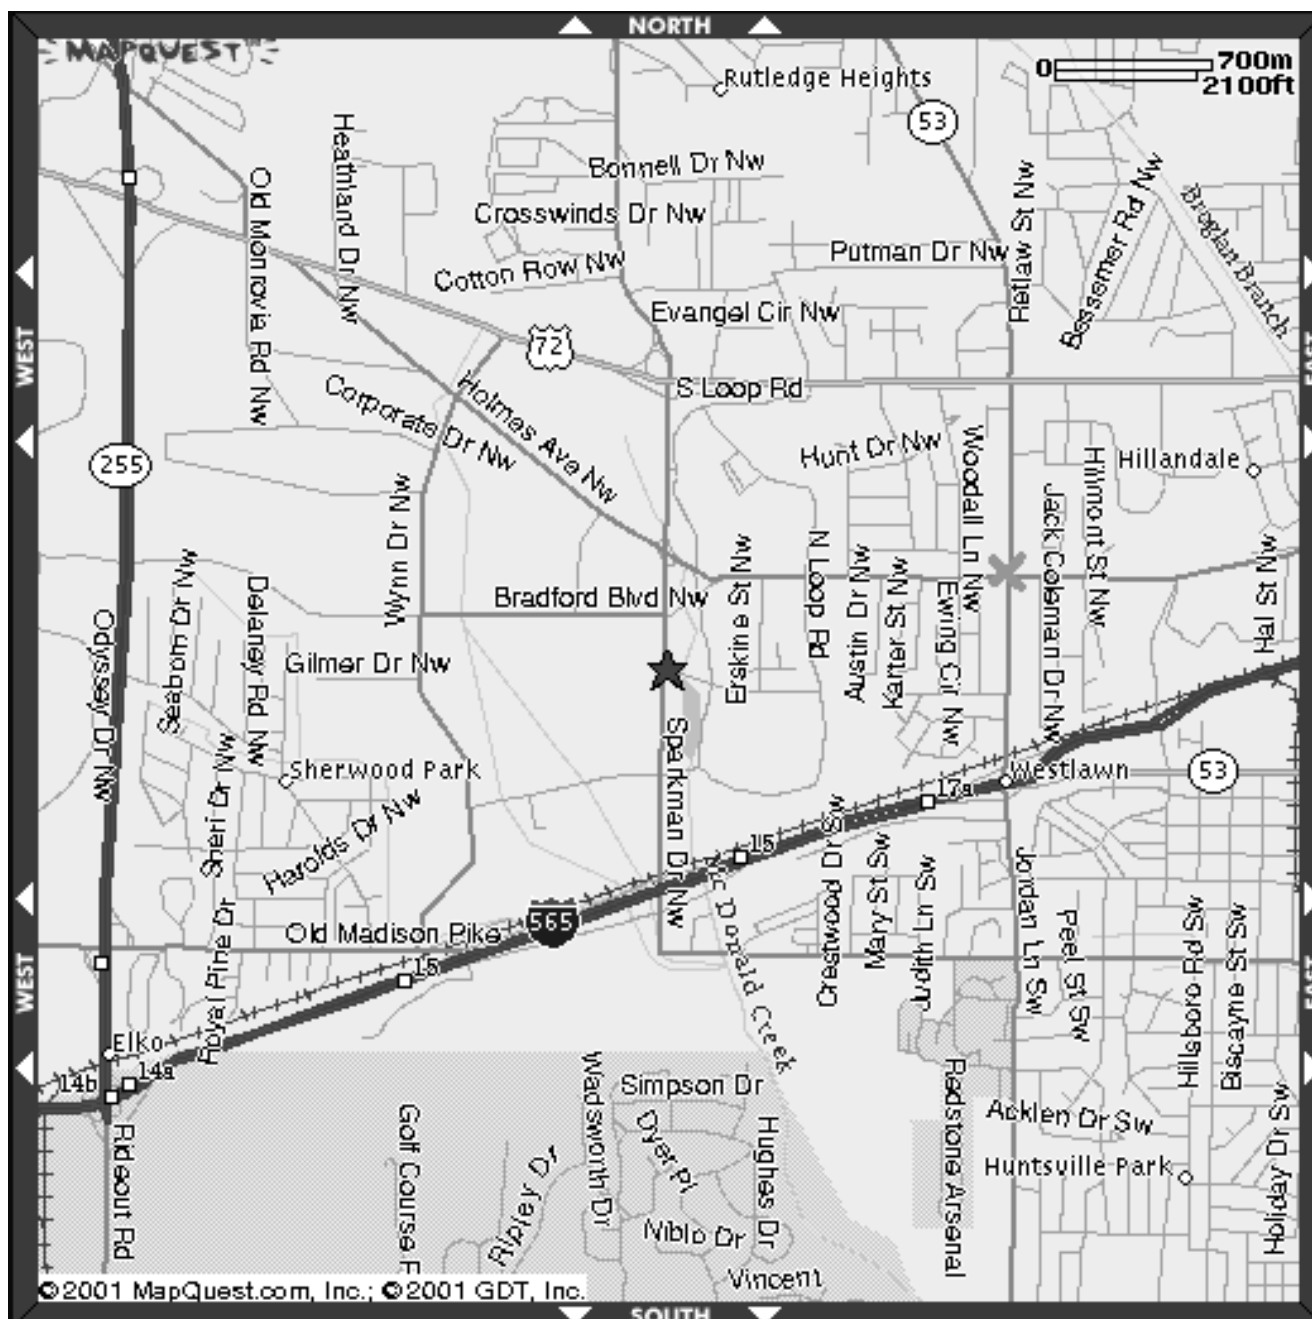 NORTH
MAPQUEST
TM
0
700m
2100ft
Rutledge Heights
53
Bonnell Dr Nw
Heathland Dr Nw
Old Monrovia Rd Nw
Crosswinds Dr Nw
Retlaw St Nw
Bessemer Rd Nw
Broglan Branch
Putman Dr Nw
Cotton Row Nw
Evangel Cir Nw
WEST
72
S Loop Rd
Corporate Dr Nw
Holmes Ave Nw
Hunt Dr Nw
Woodall Ln Nw
Hillmont St Nw
Hillandale
255
Wynn Dr Nw
Jack Coleman Dr Nw
N Loop Rd
Erskine St Nw
Austin Dr Nw
Karter St Nw
Ewing Cir Nw
Hal St Nw
Bradford Blvd Nw
Seaborn Dr Nw
Delaney Rd Nw
Odyssey Dr Nw
Gilmer Dr Nw
Sparkman Dr Nw
Sherwood Park
Westlawn
53
17a
Sheri Dr Nw
Harolds Dr Nw
Crestwood Dr Sw
Mary St Sw
Judith Ln Sw
Jordan Ln Sw
Peel St Sw
Hillsboro Rd Sw
Biscayne St Sw
15
Mc Donald Creek
565
Old Madison Pike
Royal Pine Dr
15
WEST
Elko
14b
14a
Wadsworth Dr
Simpson Dr
Dyer Pl
Hughes Dr
Redstone Arsenal
Acklen Dr Sw
Huntsville Park
Holiday Dr Sw
Rideout Rd
Golf Course
Ripley Dr
Niblo Dr
Vincent
©2001 MapQuest.com, Inc.; ©2001 GDT, Inc.
SOUTH